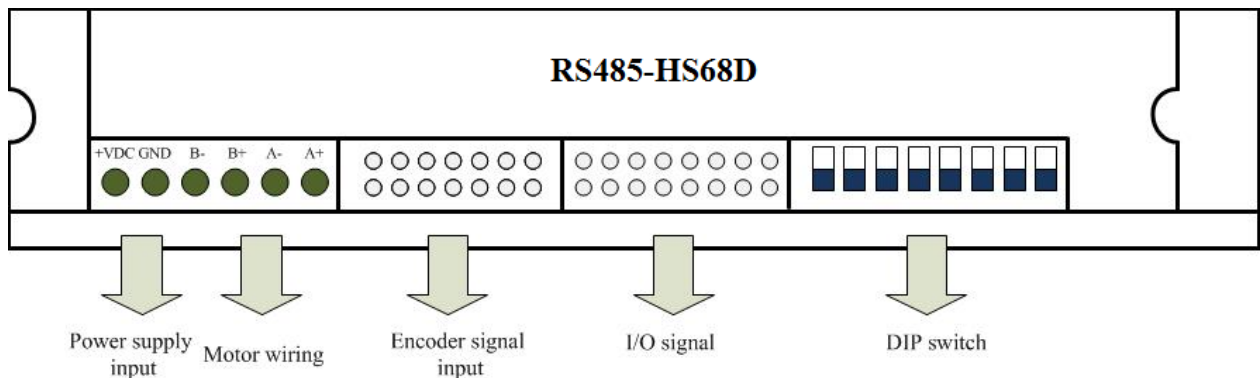 RS485-HS68D
+VDC GND B- B+ A- A+
Power supply
input
Motor wiring
Encoder signal
input
I/O signal
DIP switch